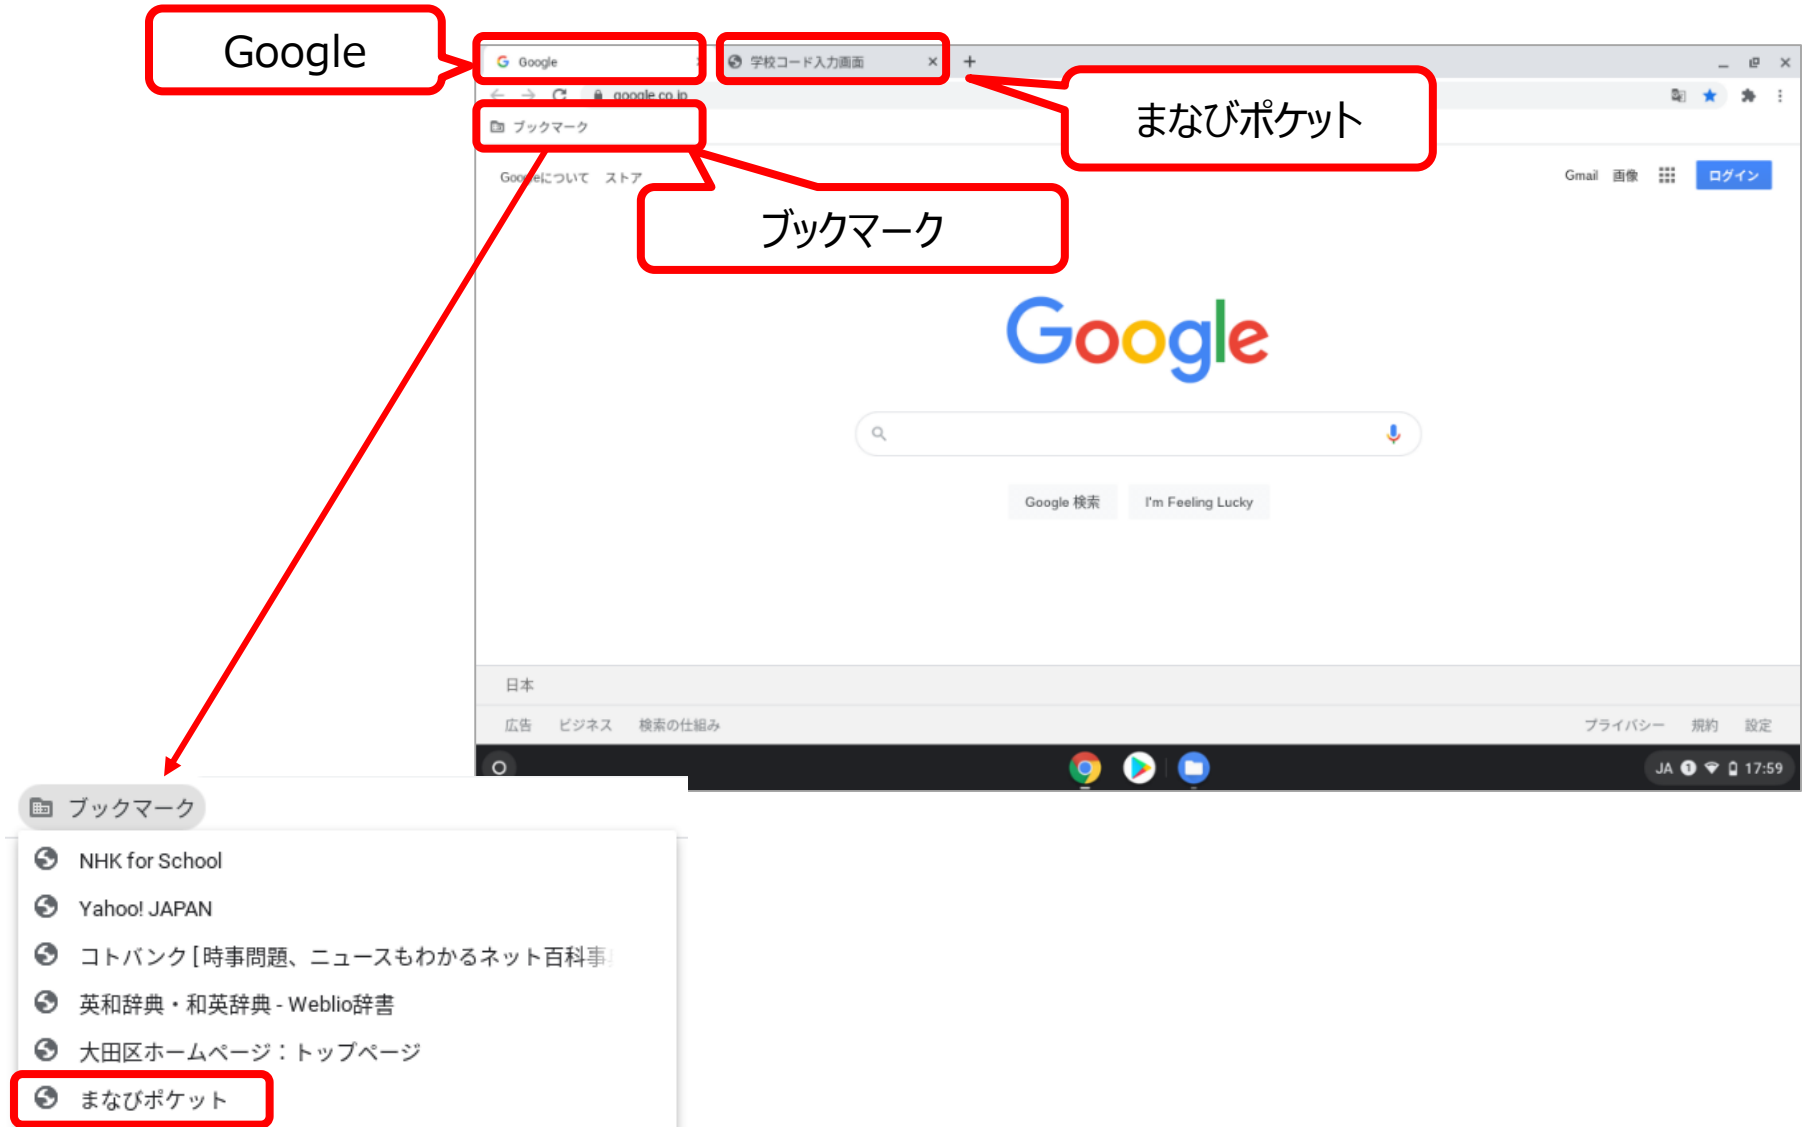 Google
Google
学校コード入力画面
google.co.jp
まなびポケット
ブックマーク
Googleについて ストア
Gmail 画像
ログイン
ブックマーク
Google
Google 検索
I'm Feeling Lucky
日本
広告 ビジネス 検索の仕組み
プライバシー 規約 設定
JA 1 17:59
ブックマーク
NHK for School
Yahoo! JAPAN
コトバンク [ 時事問題、ニュースもわかるネット百科事
英和辞典・和英辞典 - Weblio辞書
大田区ホームページ：トップページ
まなびポケット